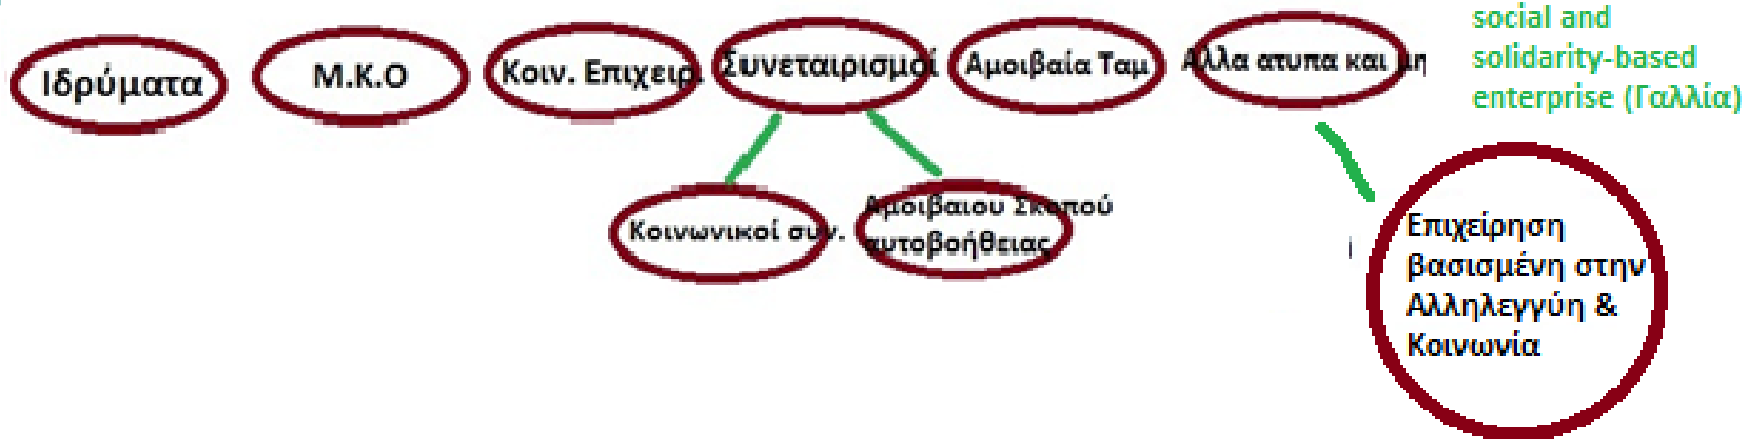 Ιδρύματα
Μ.Κ.Ο
Κοιν. Επιχειρ.
Συνεταιρισμοί
Αμοιβαία Ταμ
Αλλα ατυπα και μη
social and
solidarity-based
enterprise (Γαλλία)
Κοινωνικοί συν.
Αμοιβαιου Σκοπού
αυτοβοήθειας
Επιχείρηση
βασισμένη στην
Αλληλεγγύη &
Κοινωνία